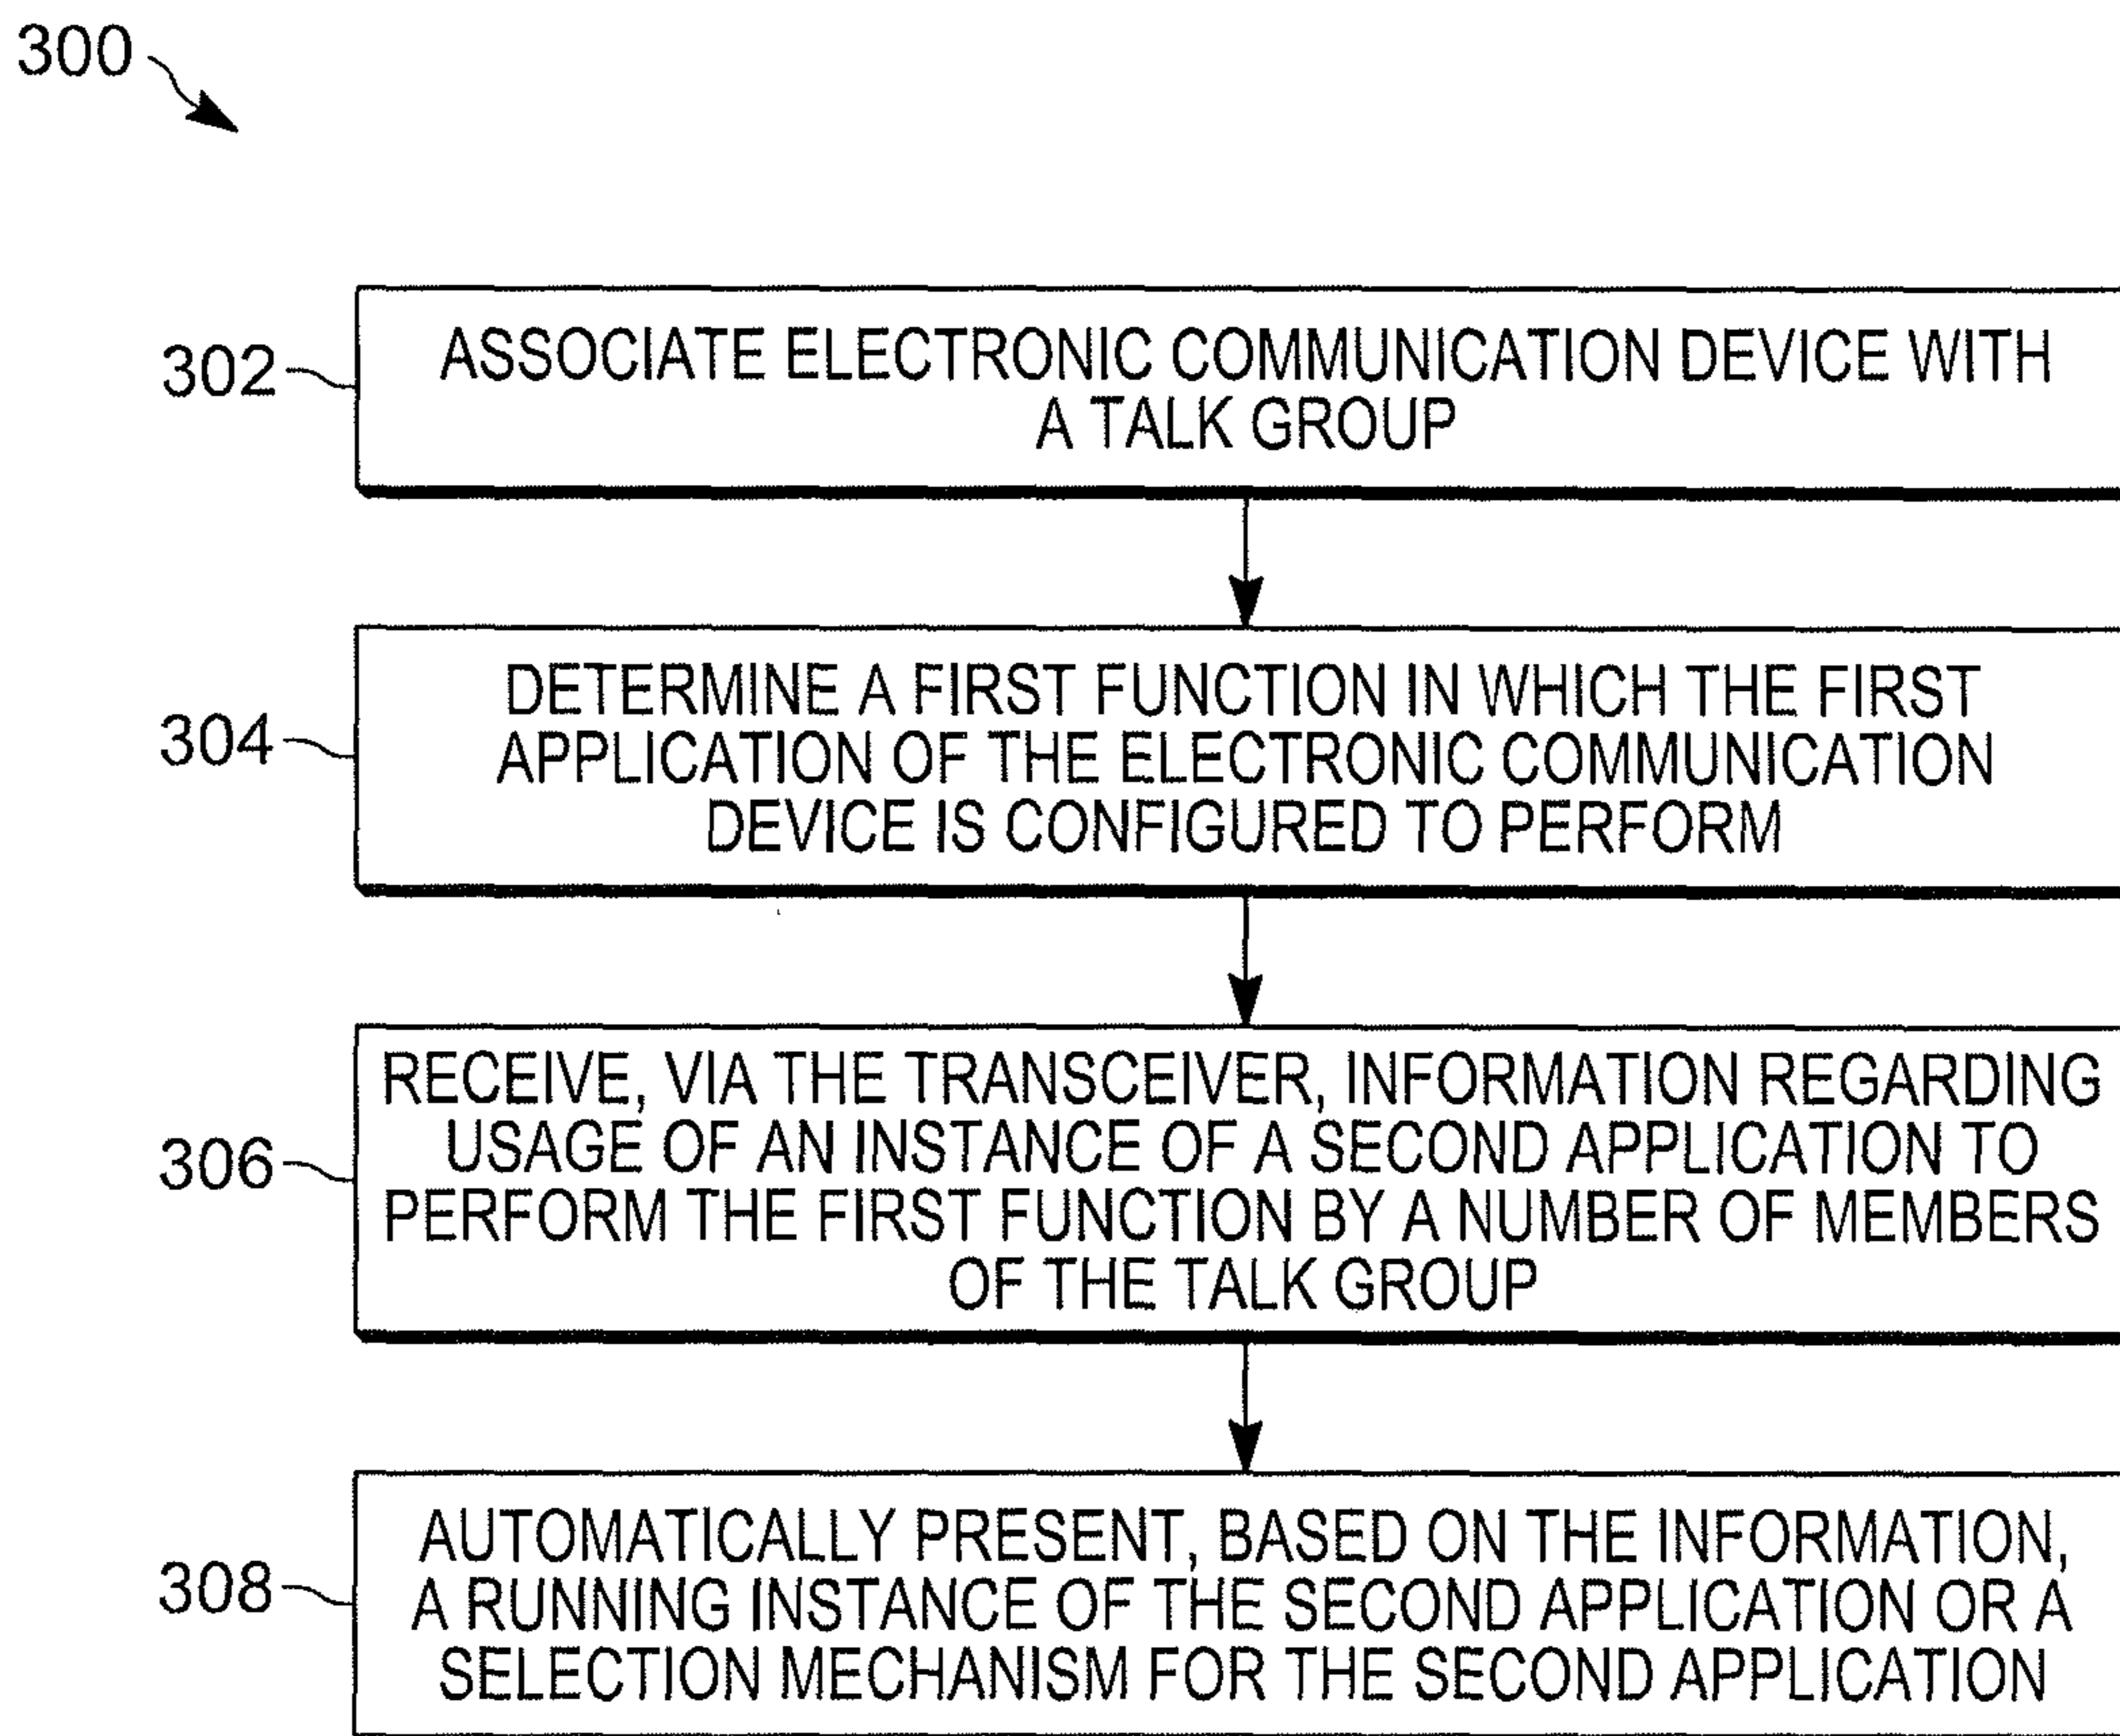 300
302
ASSOCIATE ELECTRONIC COMMUNICATION DEVICE WITH
A TALK GROUP
304
DETERMINE A FIRST FUNCTION IN WHICH THE FIRST
APPLICATION OF THE ELECTRONIC COMMUNICATION
DEVICE IS CONFIGURED TO PERFORM
306
RECEIVE, VIA THE TRANSCEIVER, INFORMATION REGARDING
USAGE OF AN INSTANCE OF A SECOND APPLICATION TO
PERFORM THE FIRST FUNCTION BY A NUMBER OF MEMBERS
OF THE TALK GROUP
308
AUTOMATICALLY PRESENT, BASED ON THE INFORMATION,
A RUNNING INSTANCE OF THE SECOND APPLICATION OR A
SELECTION MECHANISM FOR THE SECOND APPLICATION